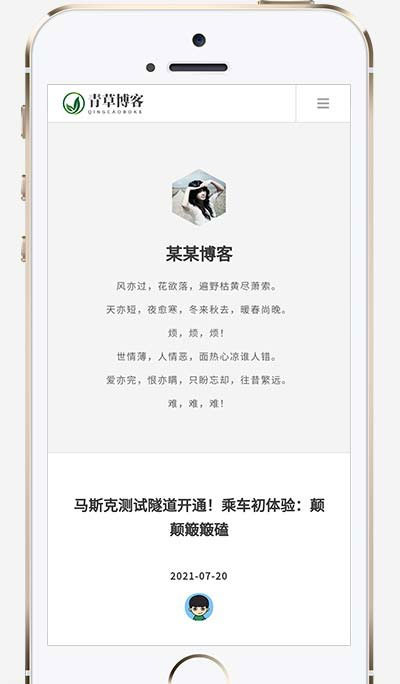 青草博客
QINGCAOBOKE
某某博客
风亦过，花欲落，遍野枯黄尽萧索。
天亦短，夜愈寒，冬来秋去，暖春尚晚。
烦，烦，烦！
世情薄，人情恶，面热心凉谁人错。
爱亦完，恨亦瞒，只盼忘却，往昔繁远。
难，难，难！
马斯克测试隧道开通！乘车初体验：颠
颠簸簸磕
2021-07-20